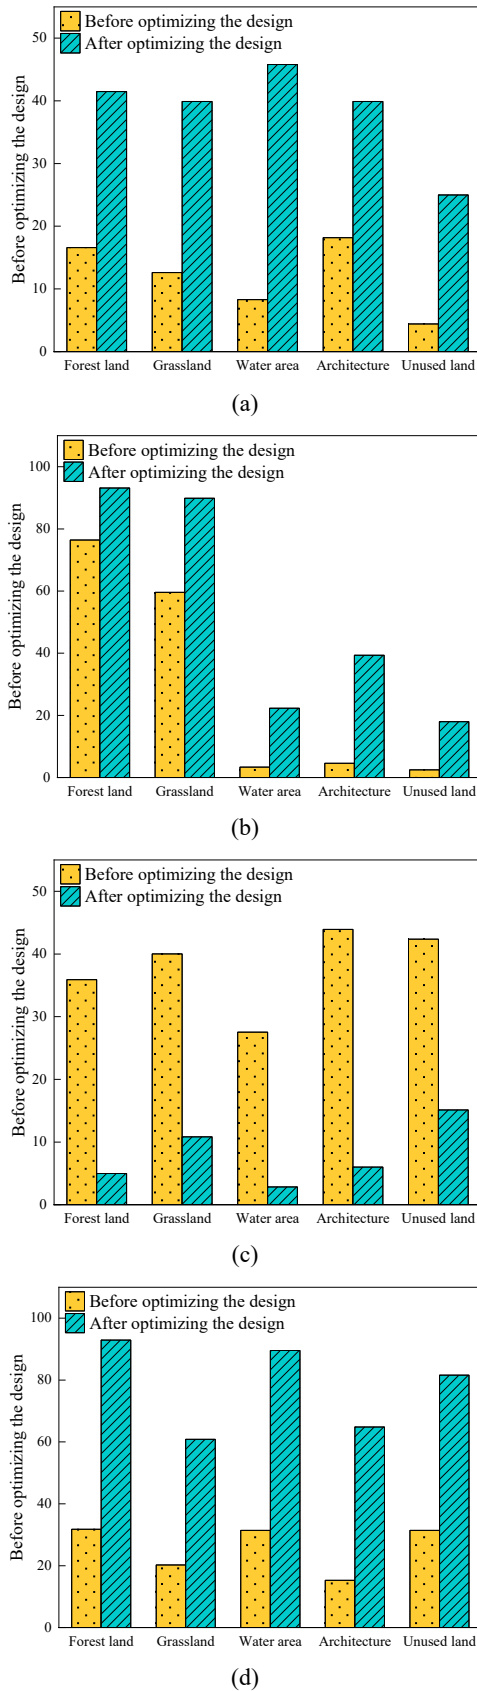 Before optimizing the design
After optimizing the design
Before optimizing the design
50
40
30
20
10
0
Forest land Grassland Water area Architecture Unused land
(a)
Before optimizing the design
After optimizing the design
Before optimizing the design
100
80
60
40
20
0
Forest land Grassland Water area Architecture Unused land
(b)
Before optimizing the design
After optimizing the design
Before optimizing the design
50
40
30
20
10
0
Forest land Grassland Water area Architecture Unused land
(c)
Before optimizing the design
After optimizing the design
Before optimizing the design
100
80
60
40
20
0
Forest land Grassland Water area Architecture Unused land
(d)